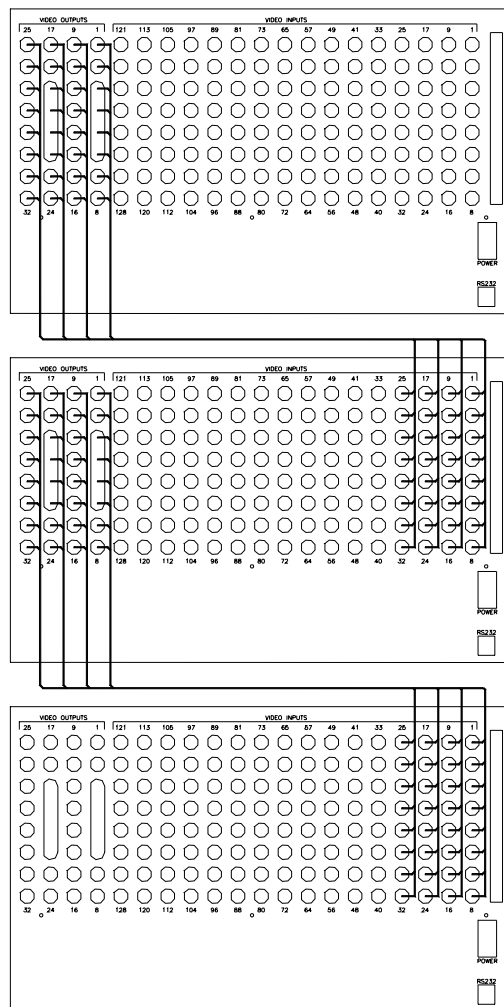 VIDEO OUTPUTS VIDEO INPUTS
25 17 9 1 121 113 105 97 89 81 73 65 57 49 41 33 25 17 9 1
32 24 16 8 128 120 112 104 96 88 80 72 64 56 48 40 32 24 16 8
POWER
RS232
VIDEO OUTPUTS VIDEO INPUTS
25 17 9 1 121 113 105 97 89 81 73 65 57 49 41 33 25 17 9 1
32 24 16 8 128 120 112 104 96 88 80 72 64 56 48 40 32 24 16 8
POWER
RS232
VIDEO OUTPUTS VIDEO INPUTS
25 17 9 1 121 113 105 97 89 81 73 65 57 49 41 33 25 17 9 1
32 24 16 8 128 120 112 104 96 88 80 72 64 56 48 40 32 24 16 8
POWER
RS232